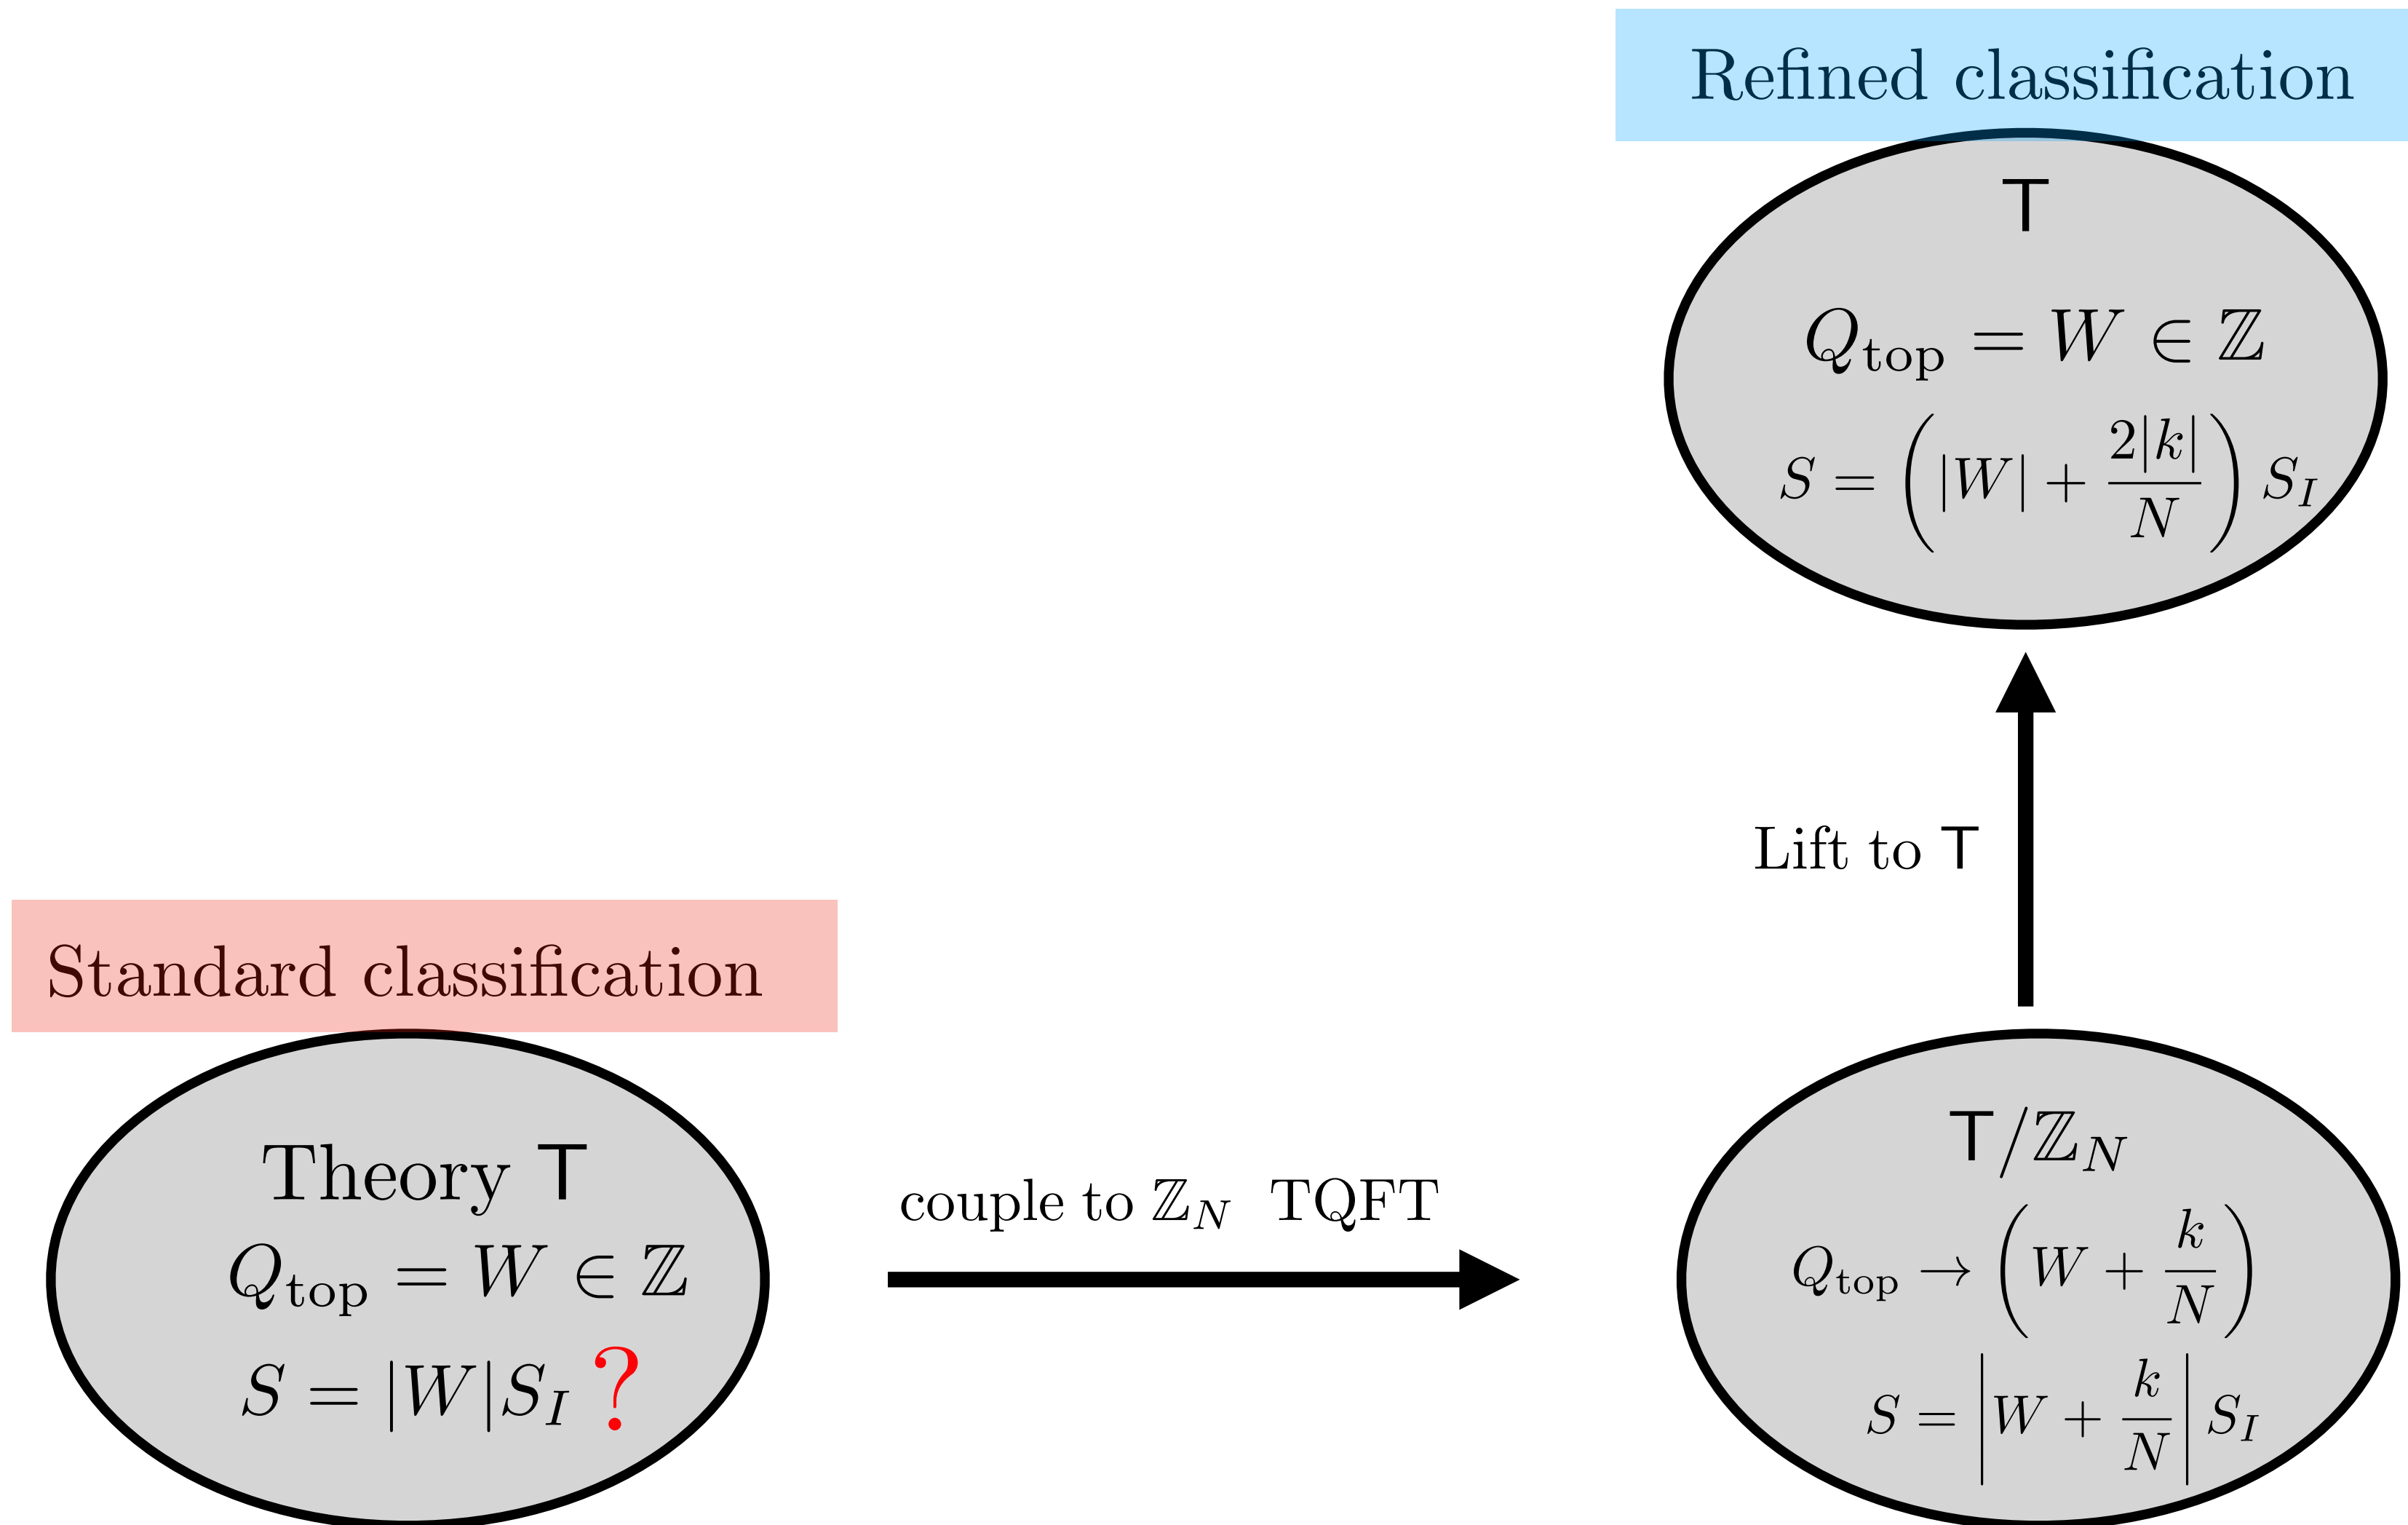 Refined classification
T
Q_top = W ∈ ℤ
S = (|W| + 2|k|/N) S_I
Lift to T
Standard classification
Theory T
Q_top = W ∈ ℤ
S = |W|S_I ?
couple to ℤ_N TQFT
T/ℤ_N
Q_top → (W + k/N)
S = |W + k/N| S_I